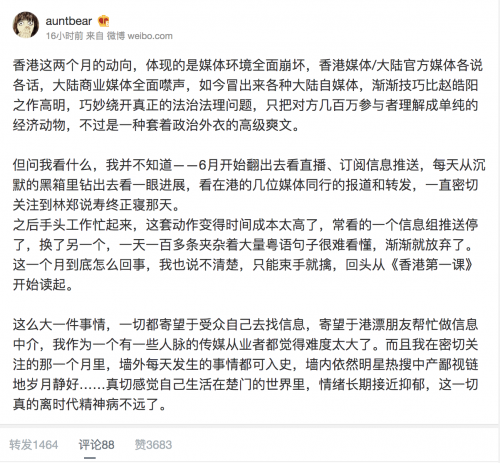 auntbear
16小时前 来自 微博 weibo.com
香港这两个月的动向，体现的是媒体环境全面崩坏，香港媒体/大陆官方媒体各说
各话，大陆商业媒体全面噤声，如今冒出来各种大陆自媒体，渐渐技巧比赵皓阳
之作高明，巧妙绕开真正的法治法理问题，只把对方几百万参与者理解成单纯的
经济动物，不过是一种套着政治外衣的高级爽文。
但问我看什么，我并不知道——6月开始翻出去看直播、订阅信息推送，每天从沉
默的黑箱里钻出去看一眼进展，看在港的几位媒体同行的报道和转发，一直密切
关注到林郑说寿终正寝那天。
之后手头工作忙起来，这套动作变得时间成本太高了，常看的一个信息组推送停
了，换了另一个，一天一百多条夹杂着大量粤语句子很难看懂，渐渐就放弃了。
这一个月到底怎么回事，我也说不清楚，只能束手就擒，回头从《香港第一课》
开始读起。
这么大一件事情，一切都寄望于受众自己去找信息，寄望于港漂朋友帮忙做信息
中介，我作为一个有一些人脉的传媒从业者都觉得难度太大了。而且我在密切关
注的那一个月里，墙外每天发生的事情都可入史，墙内依然明星热搜中产鄙视链
地岁月静好……真切感觉自己生活在楚门的世界里，情绪长期接近抑郁，这一切
真的离时代精神病不远了。
转发1464 评论88 赞3683